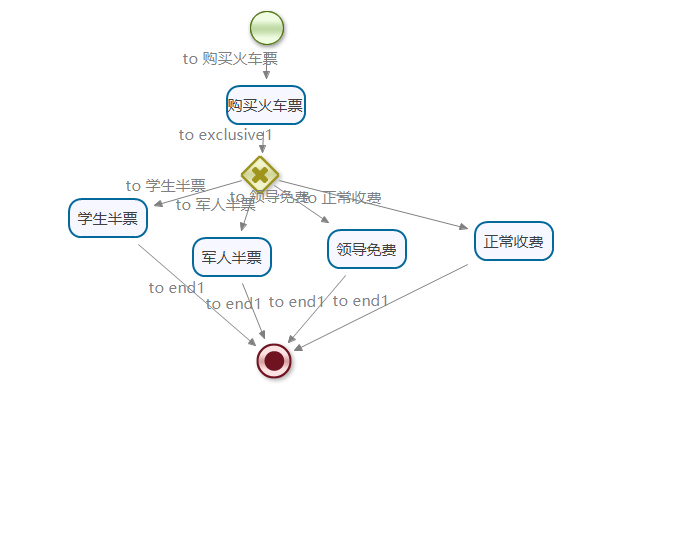 to 购买火车票
购买火车票
to exclusive1
to 学生半票
to 军人半票
to 领导免费
to 正常收费
学生半票
军人半票
领导免费
正常收费
to end1
to end1
to end1
to end1